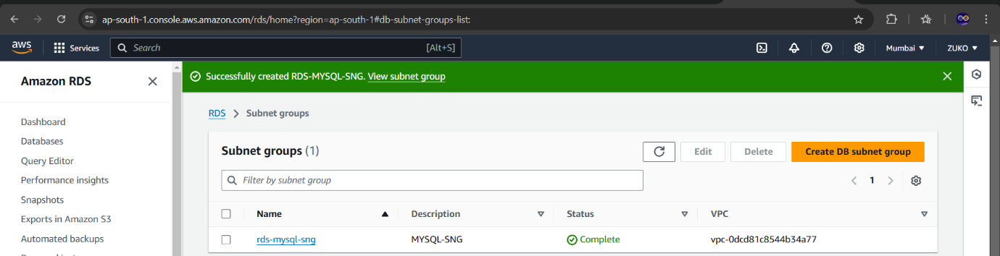 ap-south-1.console.aws.amazon.com/rds/home?region=ap-south-1#db-subnet-groups-list:
aws Services Search [Alt+S] Mumbai ZUKO
Amazon RDS
Successfully created RDS-MYSQL-SNG. View subnet group
Dashboard
Databases
Query Editor
Performance insights
Snapshots
Exports in Amazon S3
Automated backups
RDS > Subnet groups
Subnet groups (1)
Edit Delete Create DB subnet group
Filter by subnet group
1
Name Description Status VPC
rds-mysql-sng MYSQL-SNG Complete vpc-0dcd81c8544b34a77